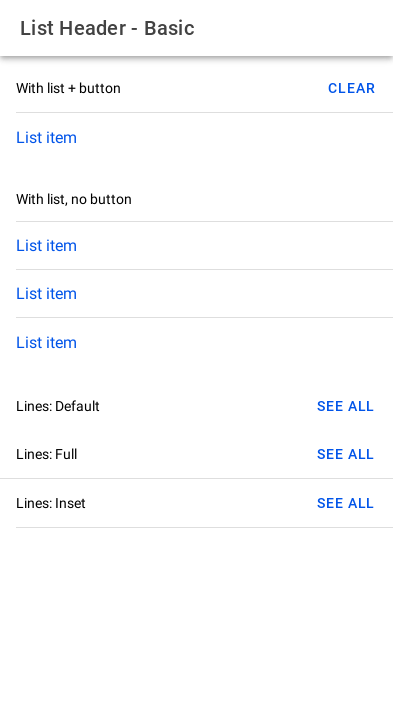 List Header - Basic
With list + button CLEAR
List item
With list, no button
List item
List item
List item
Lines: Default SEE ALL
Lines: Full SEE ALL
Lines: Inset SEE ALL